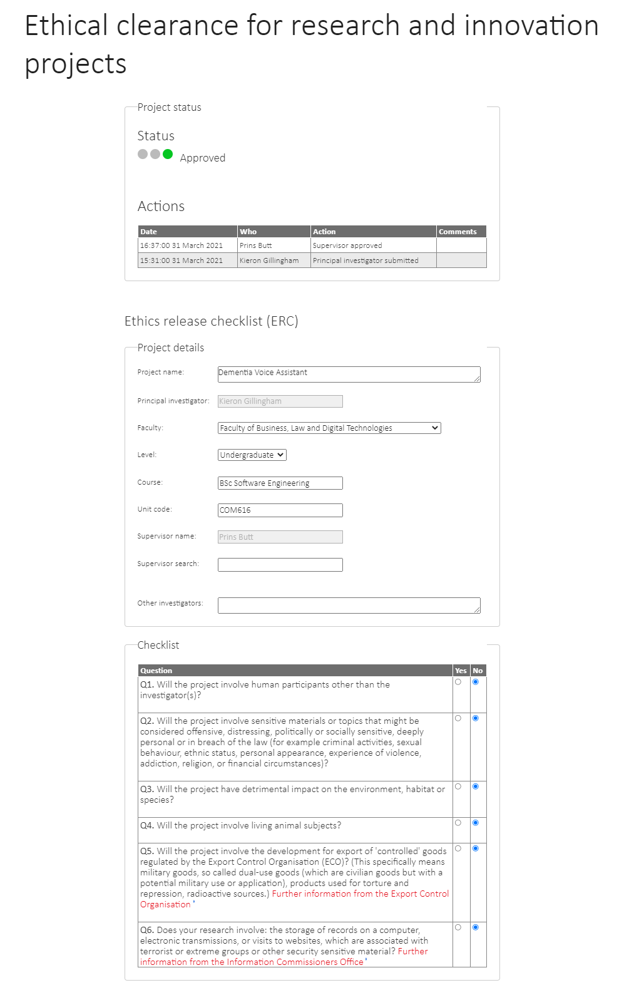 Ethical clearance for research and innovation
projects
Project status
Status
Approved
Actions
Date Who Action Comments
16:37:00 31 March 2021 Prins Butt Supervisor approved
15:31:00 31 March 2021 Kieron Gillingham Principal investigator submitted
Ethics release checklist (ERC)
Project details
Project name: Dementia Voice Assistant
Principal investigator: Kieron Gillingham
Faculty: Faculty of Business, Law and Digital Technologies
Level: Undergraduate
Course: BSc Software Engineering
Unit code: COM616
Supervisor name: Prins Butt
Supervisor search:
Other investigators:
Checklist
Question Yes No
Q1. Will the project involve human participants other than the
investigator(s)?
Q2. Will the project involve sensitive materials or topics that might be
considered offensive, distressing, politically or socially sensitive, deeply
personal or in breach of the law (for example criminal activities, sexual
behaviour, ethnic status, personal appearance, experience of violence,
addiction, religion, or financial circumstances)?
Q3. Will the project have detrimental impact on the environment, habitat or
species?
Q4. Will the project involve living animal subjects?
Q5. Will the project involve the development for export of 'controlled' goods
regulated by the Export Control Organisation (ECO)? (This specifically means
military goods, so called dual-use goods (which are civilian goods but with a
potential military use or application), products used for torture and
repression, radioactive sources.) Further information from the Export Control
Organisation '
Q6. Does your research involve: the storage of records on a computer,
electronic transmissions, or visits to websites, which are associated with
terrorist or extreme groups or other security sensitive material? Further
information from the Information Commissioners Office '